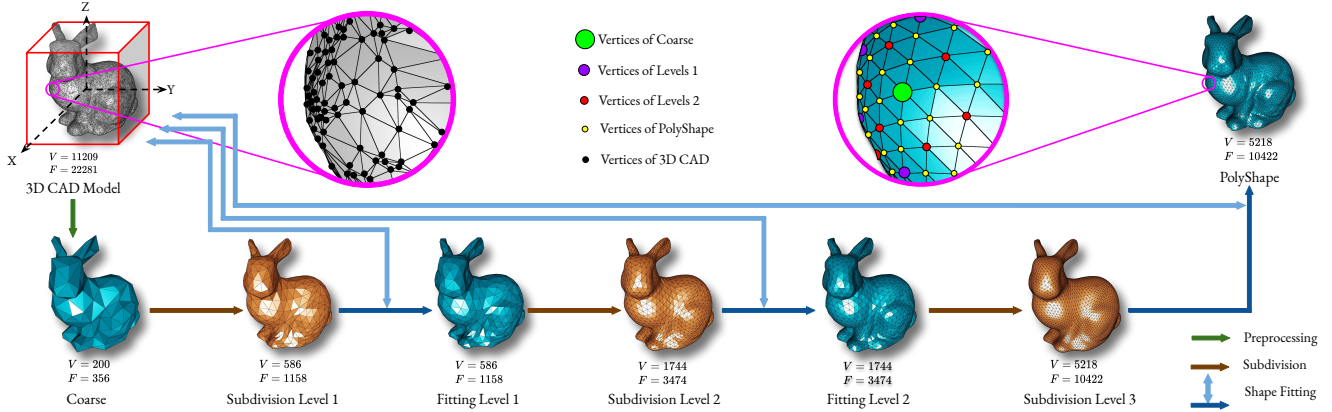 Z
Y
X
V = 11209
F = 22281
3D CAD Model
Vertices of Coarse
Vertices of Levels 1
Vertices of Levels 2
Vertices of PolyShape
Vertices of 3D CAD
V = 5218
F = 10422
PolyShape
V = 200
F = 356
Coarse
V = 586
F = 1158
Subdivision Level 1
V = 586
F = 1158
Fitting Level 1
V = 1744
F = 3474
Subdivision Level 2
V = 1744
F = 3474
Fitting Level 2
V = 5218
F = 10422
Subdivision Level 3
Preprocessing
Subdivision
Shape Fitting